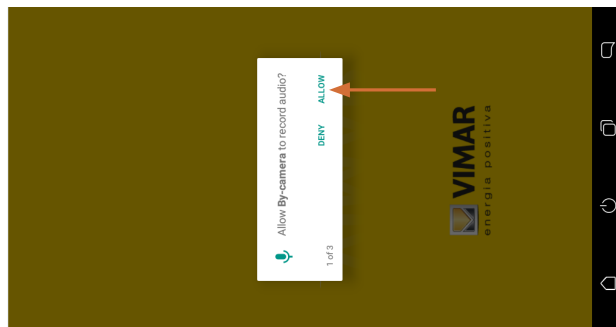 Allow By-camera to record audio?
1 of 3
DENY
ALLOW
VIMAR
energia positiva